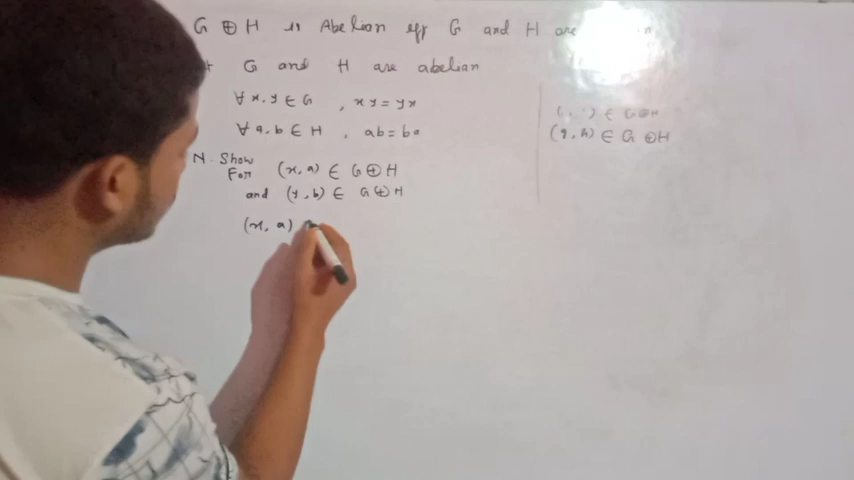 G ⊕ H is Abelian iff G and H are
G and H are abelian
∀ x, y ∈ G , xy = yx
∀ a, b ∈ H , ab = ba
N. Show
For (x, a) ∈ G ⊕ H
and (y, b) ∈ G ⊕ H
(x, a)
∈ G⊕H
(g, h) ∈ G ⊕H